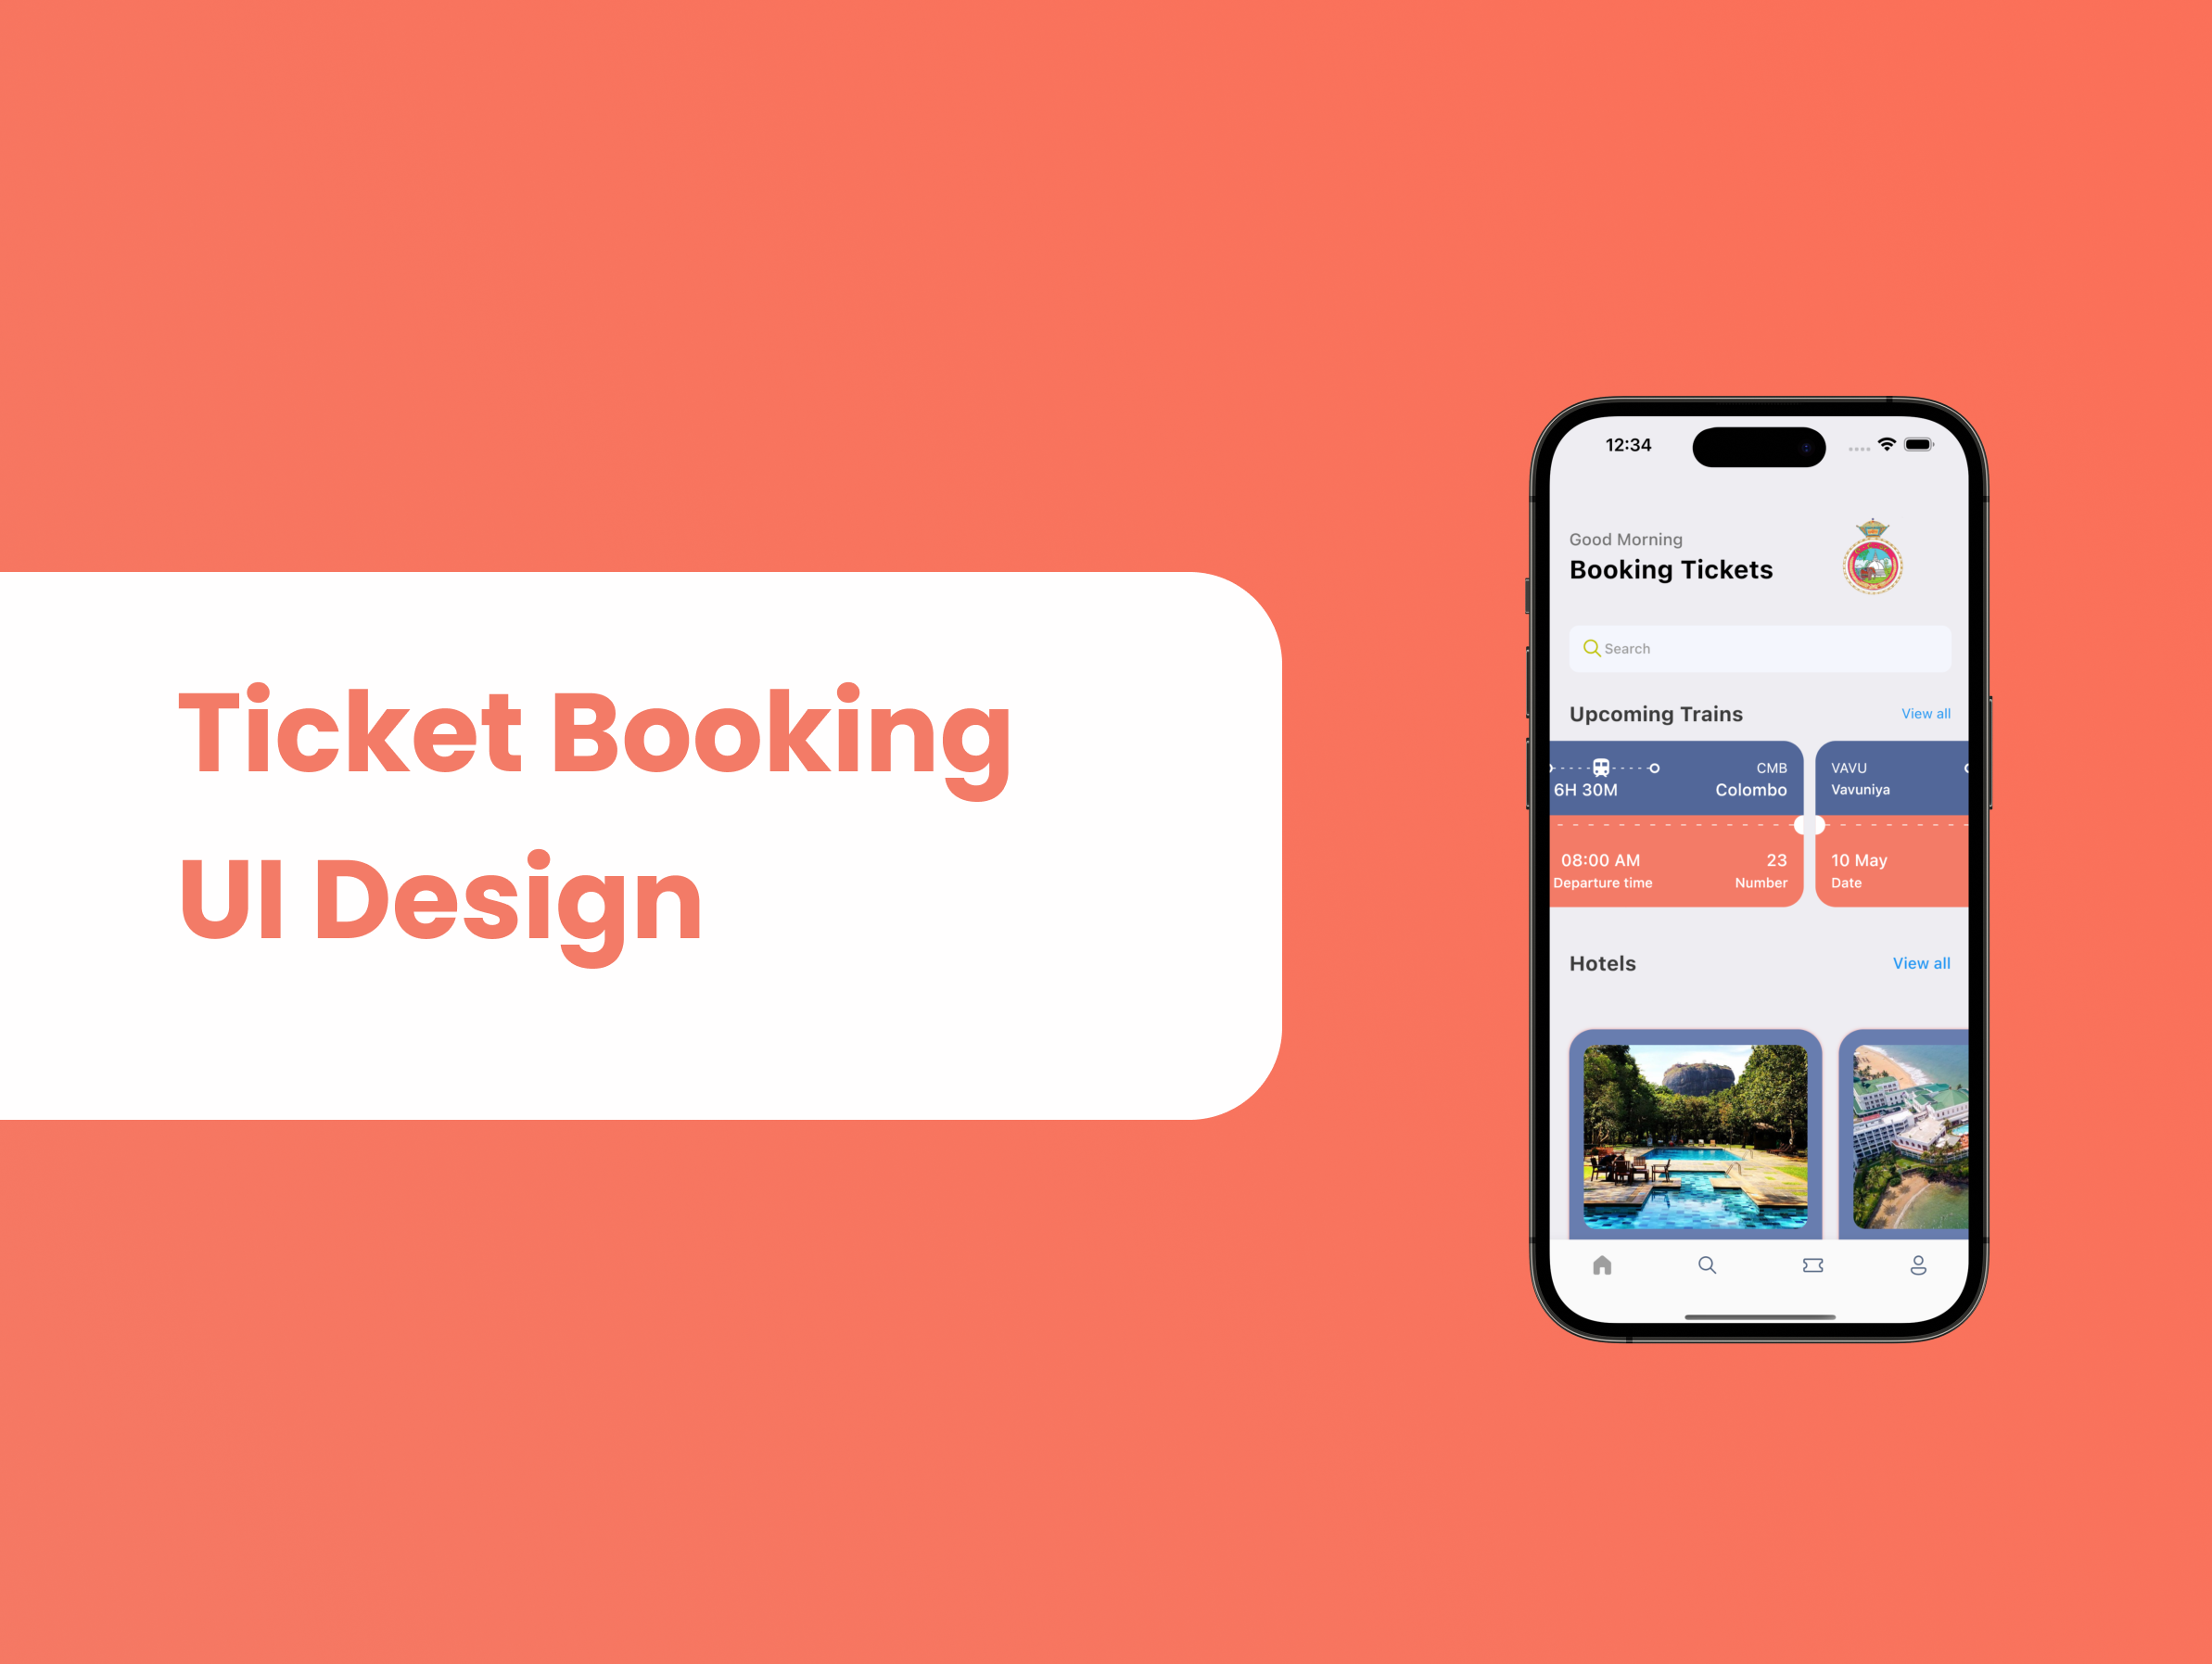 Ticket Booking
UI Design
12:34
Good Morning
Booking Tickets
Search
Upcoming Trains View all
CMB VAVU
6H 30M Colombo Vavuniya
08:00 AM 23 10 May
Departure time Number Date
Hotels View all